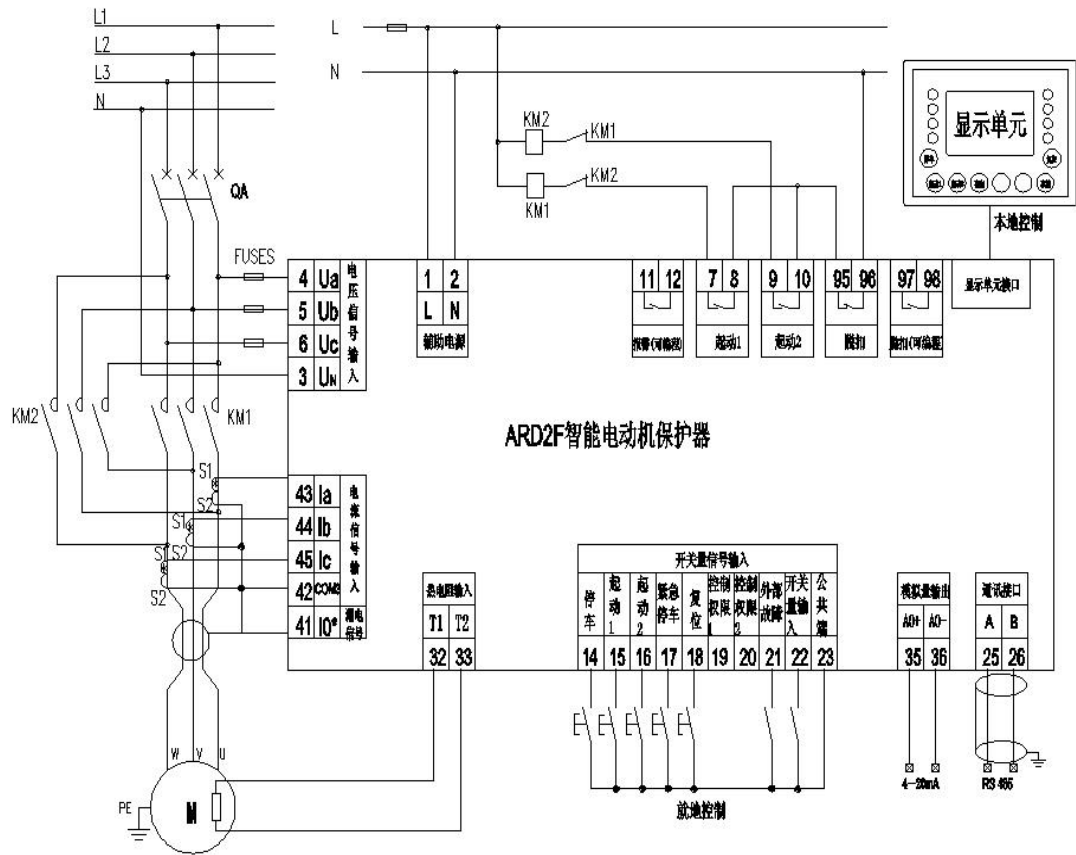 L1
L2
L3
N
L
N
KM2
KM1
KM2
KM1
显示单元
本地控制
QA
FUSES
4 Ua
5 Ub
6 Uc
3 UN
电压信号输入
1 2
L N
辅助电源
11 12
报警(可编程)
7 8
起动1
9 10
起动2
95 96
脱扣
97 98
脱扣(可编程)
显示单元接口
KM2
KM1
ARD2F智能电动机保护器
S1
S2
S1
S2
S1
S2
43 Ia
44 Ib
45 Ic
42
41 I0*
电流信号输入
漏电信号
热电阻输入
T1 T2
32 33
开关量信号输入
停车
起动1
起动2
紧急停车
复位
控制权限1
控制权限2
外部故障
开关量输入
公共端
14 15 16 17 18 19 20 21 22 23
就地控制
模拟量输出
AO+ AO-
35 36
4-20mA
通讯接口
A B
25 26
RS485
W V U
M
PE